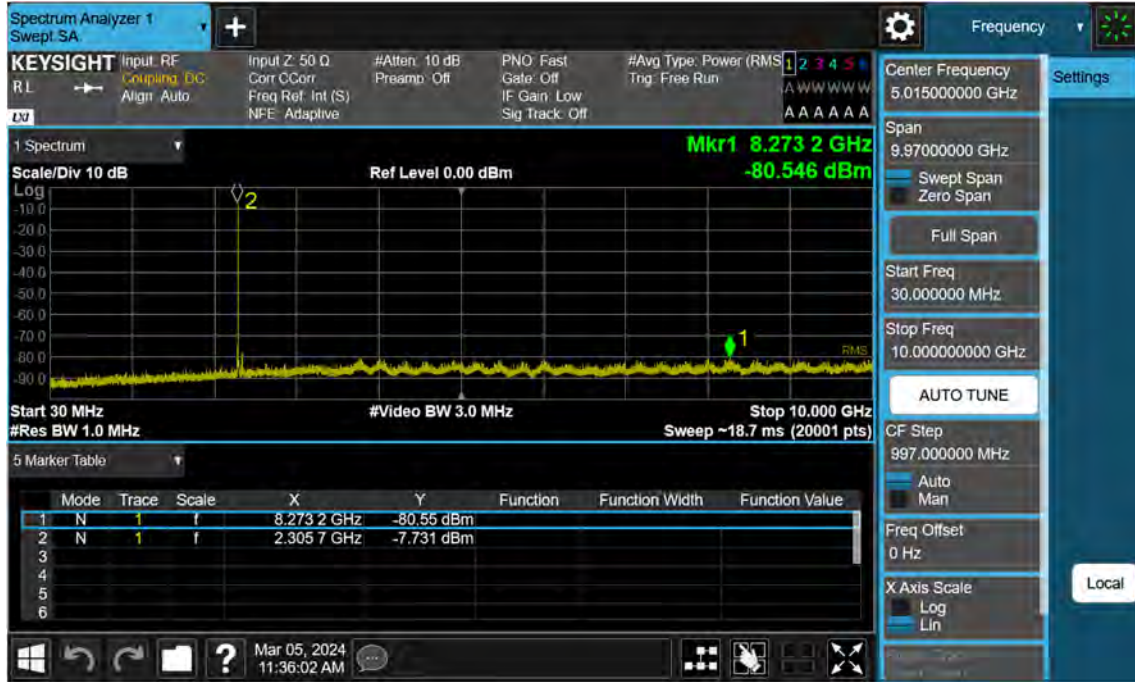 Spectrum Analyzer 1
Swept SA
+
Frequency
KEYSIGHT
RL
LXI
Input: RF
Coupling: DC
Align: Auto
Input Z: 50 Ω
Corr CCorr
Freq Ref: Int (S)
NFE: Adaptive
#Atten: 10 dB
Preamp: Off
PNO: Fast
Gate: Off
IF Gain: Low
Sig Track: Off
#Avg Type: Power (RMS
Trig: Free Run
1 2 3 4 5 6
A W W W W W
A A A A A A
1 Spectrum
Scale/Div 10 dB
Ref Level 0.00 dBm
Mkr1 8.273 2 GHz
-80.546 dBm
Log
-10.0
-20.0
-30.0
-40.0
-50.0
-60.0
-70.0
-80.0
-90.0
2
1
RMS
Start 30 MHz
#Video BW 3.0 MHz
Stop 10.000 GHz
#Res BW 1.0 MHz
Sweep ~18.7 ms (20001 pts)
5 Marker Table
Mode Trace Scale X Y Function Function Width Function Value
1 N 1 f 8.273 2 GHz -80.55 dBm
2 N 1 f 2.305 7 GHz -7.731 dBm
3
4
5
6
Mar 05, 2024
11:36:02 AM
?
Center Frequency
5.015000000 GHz
Settings
Span
9.97000000 GHz
Swept Span
Zero Span
Full Span
Start Freq
30.000000 MHz
Stop Freq
10.000000000 GHz
AUTO TUNE
CF Step
997.000000 MHz
Auto
Man
Freq Offset
0 Hz
X Axis Scale
Log
Lin
Local